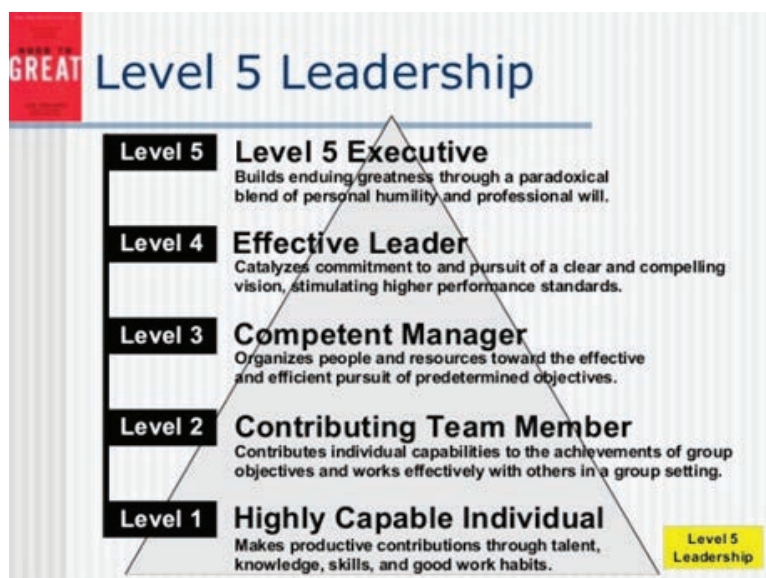 GREAT
Level 5 Leadership
Level 5
Level 5 Executive
Builds enduing greatness through a paradoxical
blend of personal humility and professional will.
Level 4
Effective Leader
Catalyzes commitment to and pursuit of a clear and compelling
vision, stimulating higher performance standards.
Level 3
Competent Manager
Organizes people and resources toward the effective
and efficient pursuit of predetermined objectives.
Level 2
Contributing Team Member
Contributes individual capabilities to the achievements of group
objectives and works effectively with others in a group setting.
Level 1
Highly Capable Individual
Makes productive contributions through talent,
knowledge, skills, and good work habits.
Level 5
Leadership